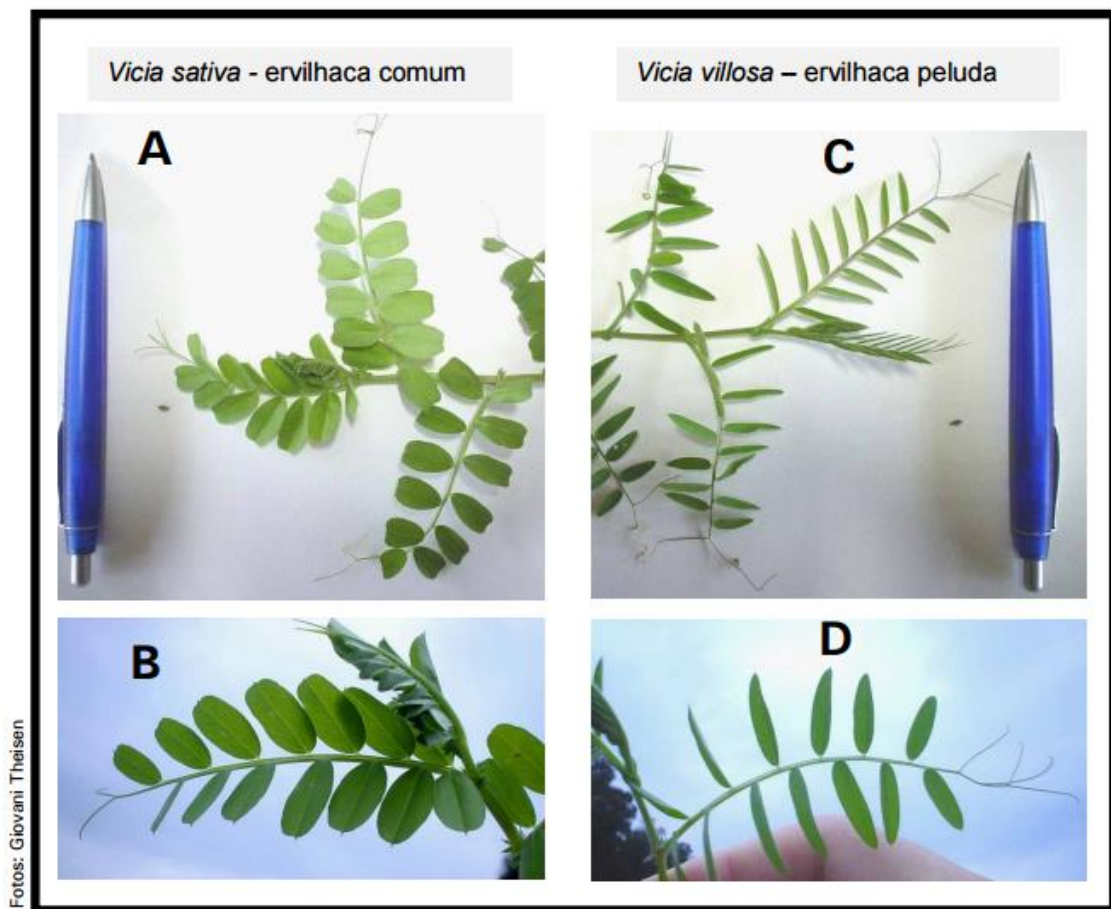 Vicia sativa - ervilhaca comum
Vicia villosa – ervilhaca peluda
A
C
B
D
Fotos: Giovani Theisen